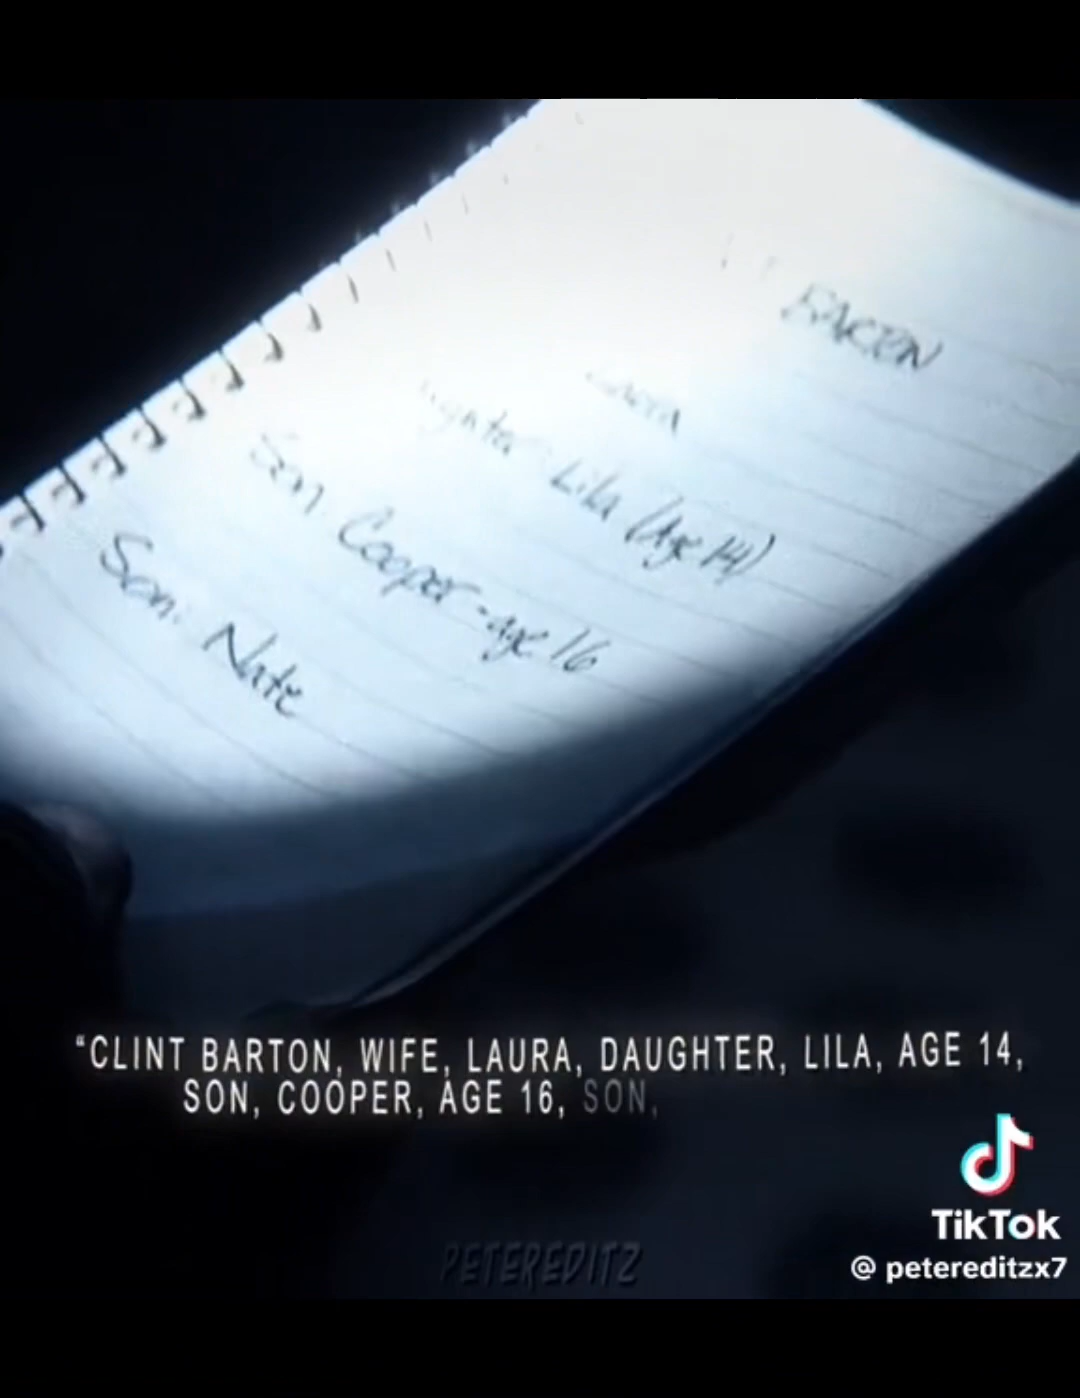 BARTON
Laura
Lila (Age 14)
Son: Cooper - age 16
Son: Nate
"CLINT BARTON, WIFE, LAURA, DAUGHTER, LILA, AGE 14,
SON, COOPER, AGE 16, SON,
PETEREDITZ
TikTok
@ petereditzx7